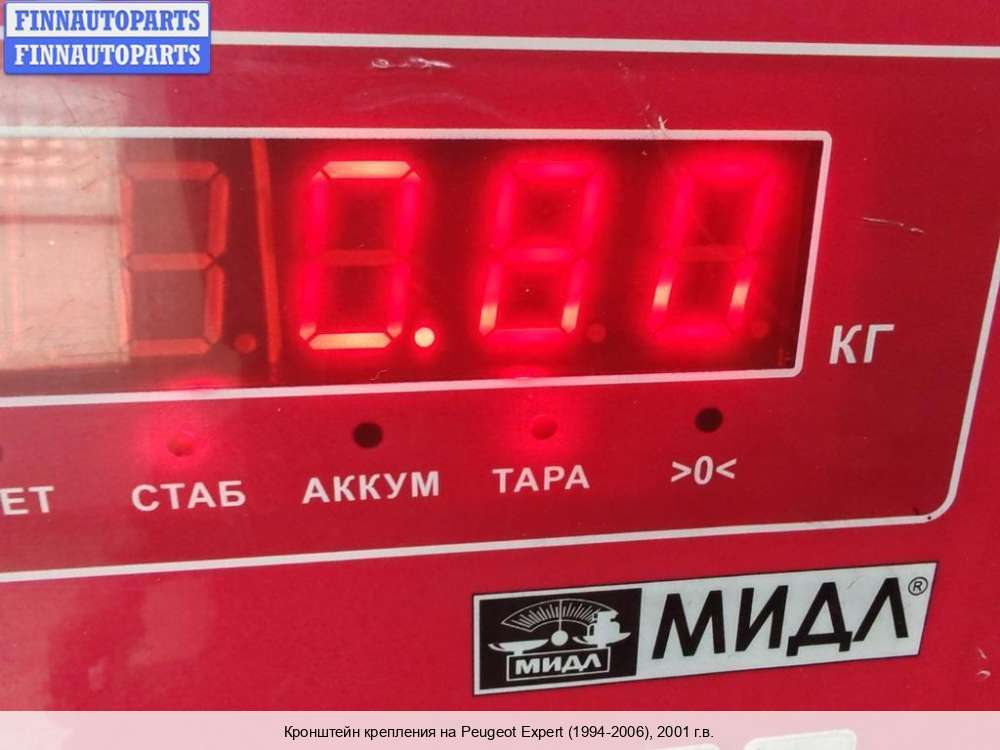 FINNAUTOPARTS
FINNAUTOPARTS
0.80
КГ
ЕТ СТАБ АККУМ ТАРА >0<
МИДЛ МИДЛ®
Кронштейн крепления на Peugeot Expert (1994-2006), 2001 г.в.